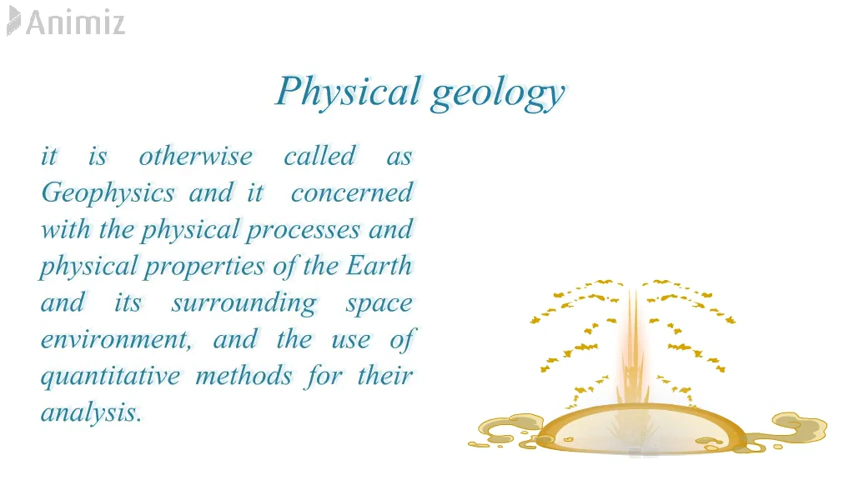 Animiz
Physical geology
it is otherwise called as
Geophysics and it concerned
with the physical processes and
physical properties of the Earth
and its surrounding space
environment, and the use of
quantitative methods for their
analysis.